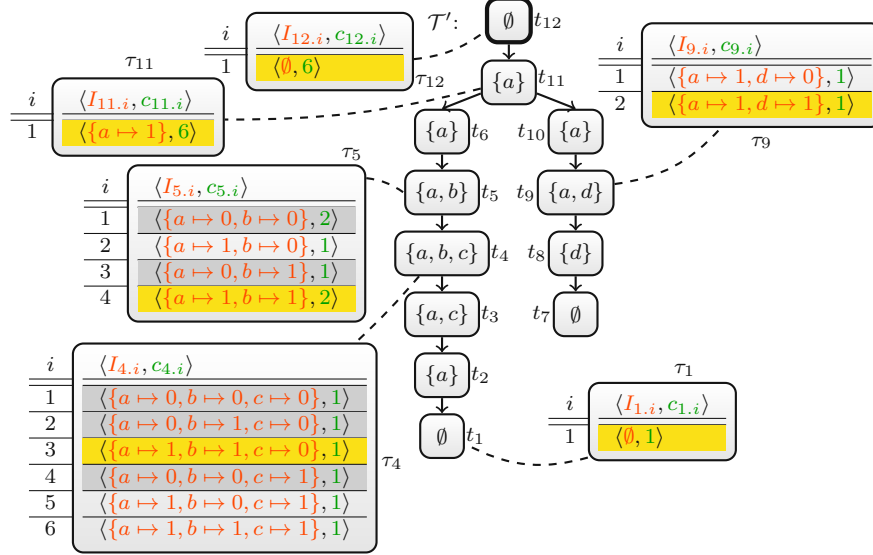 𝒯′: ∅ t₁₂
i ⟨I₁₂.ᵢ, c₁₂.ᵢ⟩
1 ⟨∅, 6⟩
τ₁₂
{a} t₁₁
τ₁₁
i ⟨I₁₁.ᵢ, c₁₁.ᵢ⟩
1 ⟨{a ↦ 1}, 6⟩
i ⟨I₉.ᵢ, c₉.ᵢ⟩
1 ⟨{a ↦ 1, d ↦ 0}, 1⟩
2 ⟨{a ↦ 1, d ↦ 1}, 1⟩
τ₉
{a} t₆
t₁₀ {a}
τ₅
i ⟨I₅.ᵢ, c₅.ᵢ⟩
1 ⟨{a ↦ 0, b ↦ 0}, 2⟩
2 ⟨{a ↦ 1, b ↦ 0}, 1⟩
3 ⟨{a ↦ 0, b ↦ 1}, 1⟩
4 ⟨{a ↦ 1, b ↦ 1}, 2⟩
{a, b} t₅
t₉ {a, d}
{a, b, c} t₄
t₈ {d}
{a, c} t₃
t₇ ∅
{a} t₂
∅ t₁
i ⟨I₄.ᵢ, c₄.ᵢ⟩
1 ⟨{a ↦ 0, b ↦ 0, c ↦ 0}, 1⟩
2 ⟨{a ↦ 0, b ↦ 1, c ↦ 0}, 1⟩
3 ⟨{a ↦ 1, b ↦ 1, c ↦ 0}, 1⟩
4 ⟨{a ↦ 0, b ↦ 0, c ↦ 1}, 1⟩
5 ⟨{a ↦ 1, b ↦ 0, c ↦ 1}, 1⟩
6 ⟨{a ↦ 1, b ↦ 1, c ↦ 1}, 1⟩
τ₄
τ₁
i ⟨I₁.ᵢ, c₁.ᵢ⟩
1 ⟨∅, 1⟩